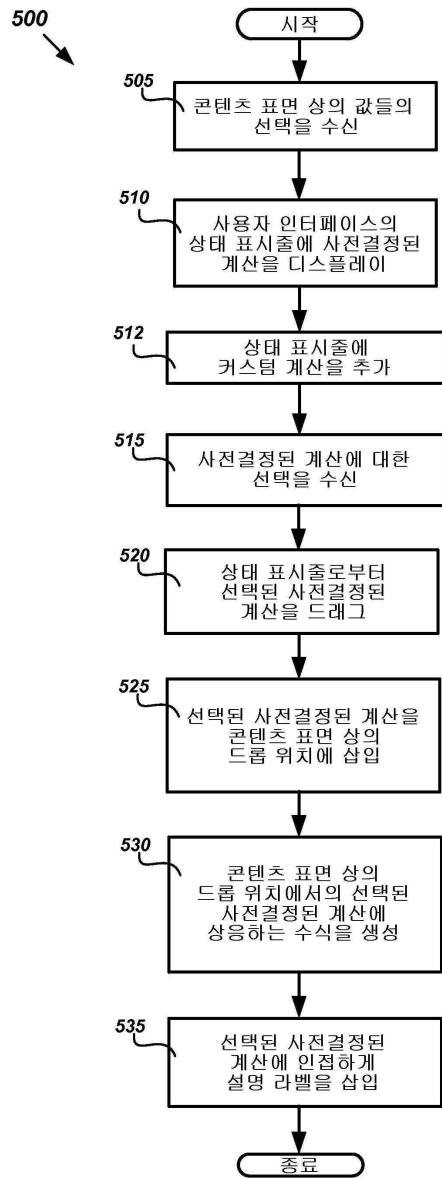 500
시작
505
콘텐츠 표면 상의 값들의
선택을 수신
510
사용자 인터페이스의
상태 표시줄에 사전결정된
계산을 디스플레이
512
상태 표시줄에
커스텀 계산을 추가
515
사전결정된 계산에 대한
선택을 수신
520
상태 표시줄로부터
선택된 사전결정된
계산을 드래그
525
선택된 사전결정된 계산을
콘텐츠 표면 상의
드롭 위치에 삽입
530
콘텐츠 표면 상의
드롭 위치에서의 선택된
사전결정된 계산에
상응하는 수식을 생성
535
선택된 사전결정된
계산에 인접하게
설명 라벨을 삽입
종료